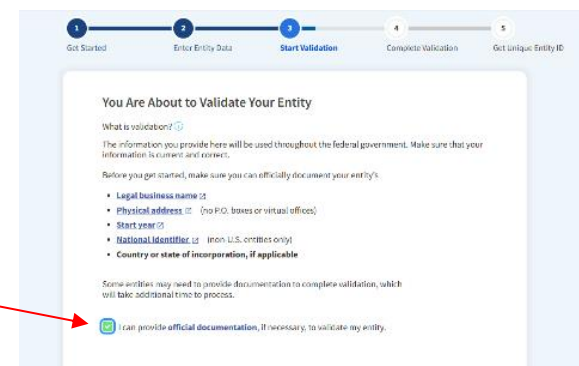 1 2 3 4 5
Get Started Enter Entity Data Start Validation Complete Validation Get Unique Entity ID
You Are About to Validate Your Entity
What is validation?
The information you provide here will be used throughout the federal government. Make sure that your
information is current and correct.
Before you get started, make sure you can officially document your entity's
Legal business name
Physical address (no P.O. boxes or virtual offices)
Start year
National identifier (non-U.S. entities only)
Country or state of incorporation, if applicable
Some entities may need to provide documentation to complete validation, which
will take additional time to process.
I can provide official documentation, if necessary, to validate my entity.